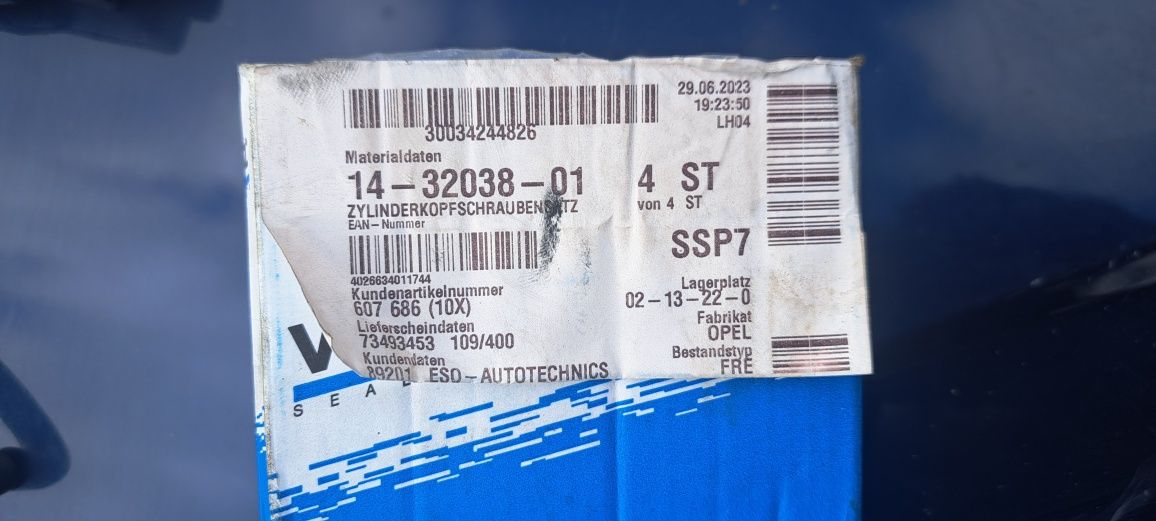 29.06.2023
19:23:50
LH04
30034244826
Materialdaten
14-32038-01 4 ST
ZYLINDERKOPFSCHRAUBENSATZ von 4 ST
EAN-Nummer
SSP7
4026634011744
Lagerplatz
02-13-22-0
Kundenartikelnummer
607 686 (10X)
Fabrikat
OPEL
Lieferscheindaten
73493453 109/400
Bestandstyp
FRE
Kundendaten
89201 ESO-AUTOTECHNICS